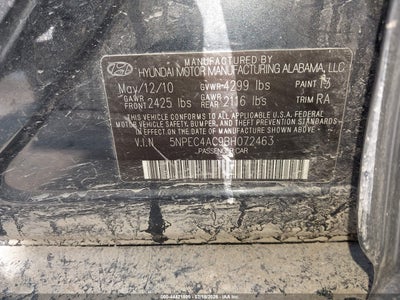 MANUFACTURED BY
HYUNDAI MOTOR MANUFACTURING ALABAMA, LLC
May/12/10 GVWR 4299 lbs PAINT
GAWR FRONT 2425 lbs GAWR REAR 2116 lbs TRIM RA
THIS VEHICLE CONFORMS TO ALL APPLICABLE U.S.A. FEDERAL
MOTOR VEHICLE SAFETY, BUMPER, AND THEFT PREVENTION STANDARDS
IN EFFECT ON THE DATE OF MANUFACTURE SHOWN ABOVE
V.I.N 5NPEC4AC9BH072463
PASSENGER CAR